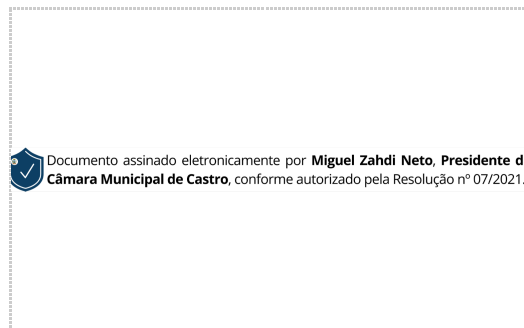 Documento assinado eletronicamente por Miguel Zahdi Neto, Presidente d
Câmara Municipal de Castro, conforme autorizado pela Resolução nº 07/2021.